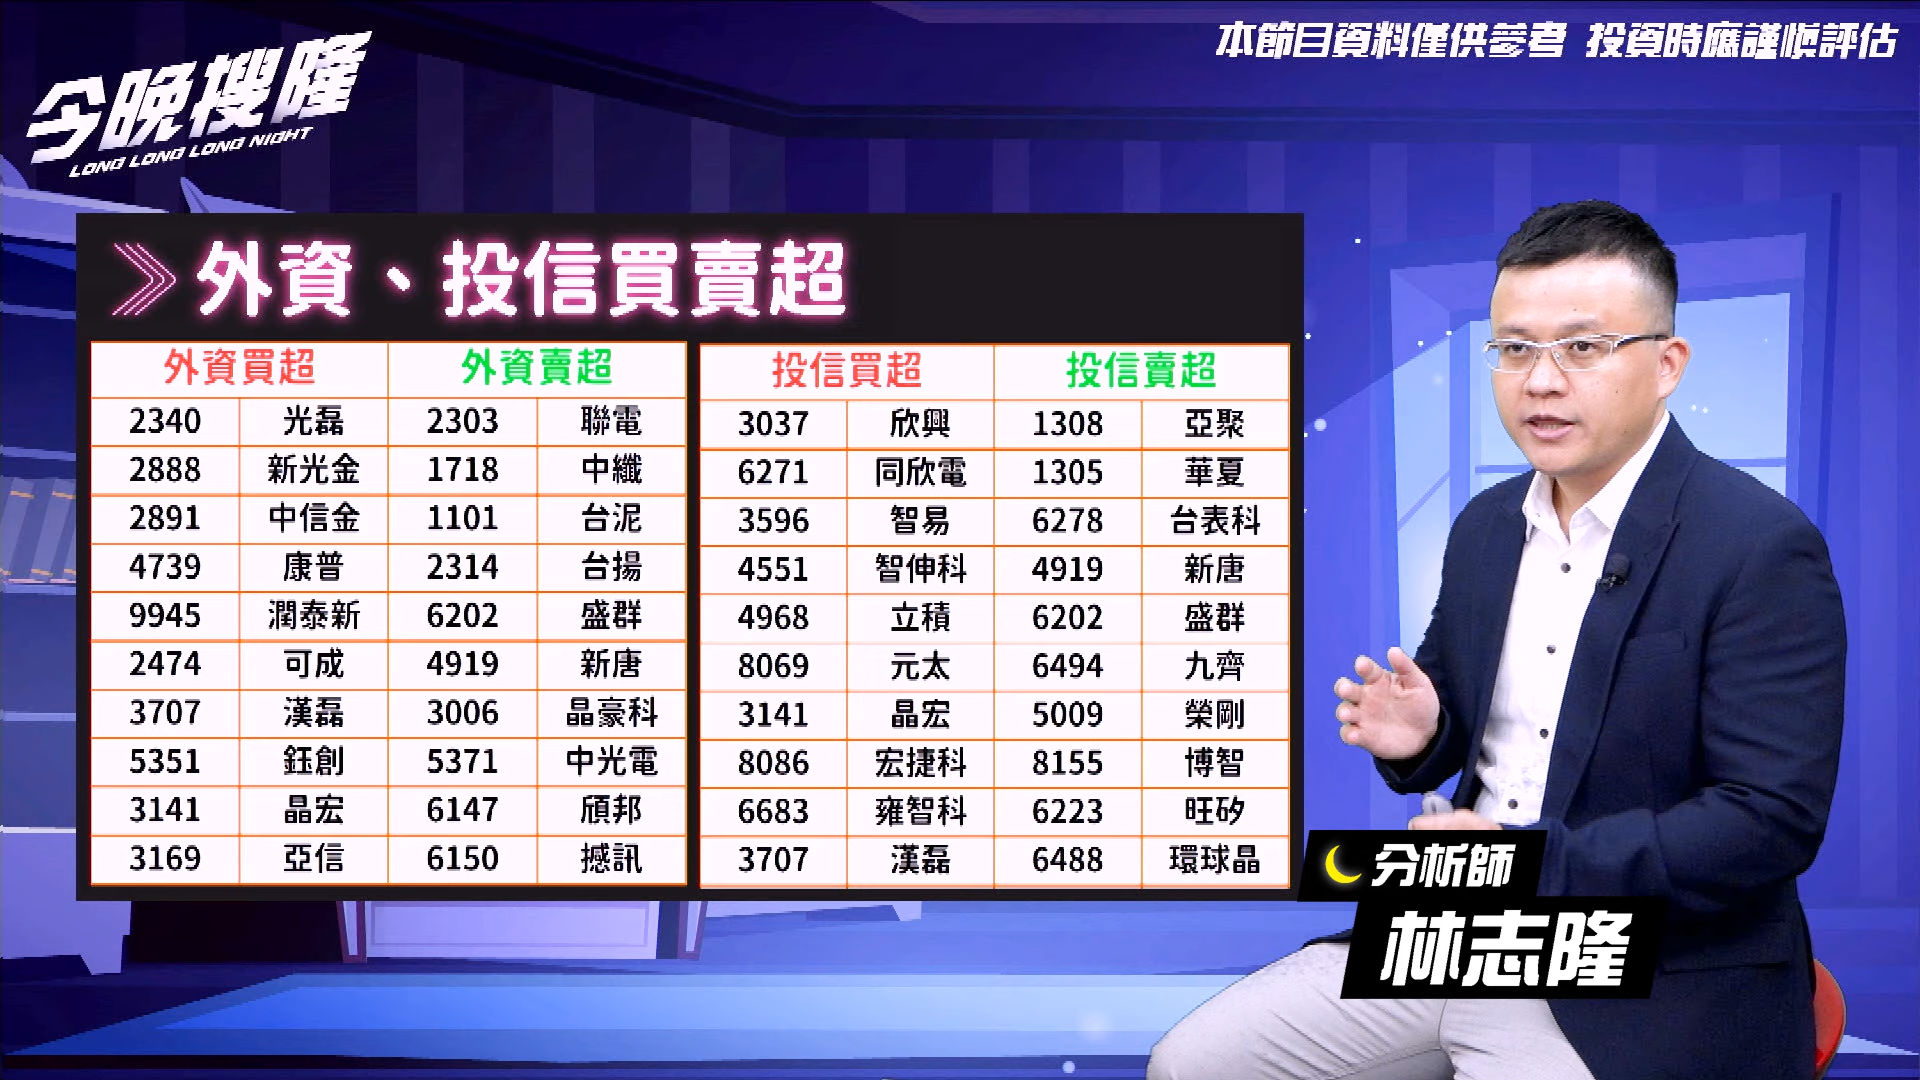 今晚搜隆
LONG LONG LONG NIGHT
本節目資料僅供參考 投資時應謹慎評估
外資、投信買賣超
外資買超 外資賣超
2340 光磊 2303 聯電
2888 新光金 1718 中纖
2891 中信金 1101 台泥
4739 康普 2314 台揚
9945 潤泰新 6202 盛群
2474 可成 4919 新唐
3707 漢磊 3006 晶豪科
5351 鈺創 5371 中光電
3141 晶宏 6147 頎邦
3169 亞信 6150 撼訊
投信買超 投信賣超
3037 欣興 1308 亞聚
6271 同欣電 1305 華夏
3596 智易 6278 台表科
4551 智伸科 4919 新唐
4968 立積 6202 盛群
8069 元太 6494 九齊
3141 晶宏 5009 榮剛
8086 宏捷科 8155 博智
6683 雍智科 6223 旺矽
3707 漢磊 6488 環球晶
分析師
林志隆